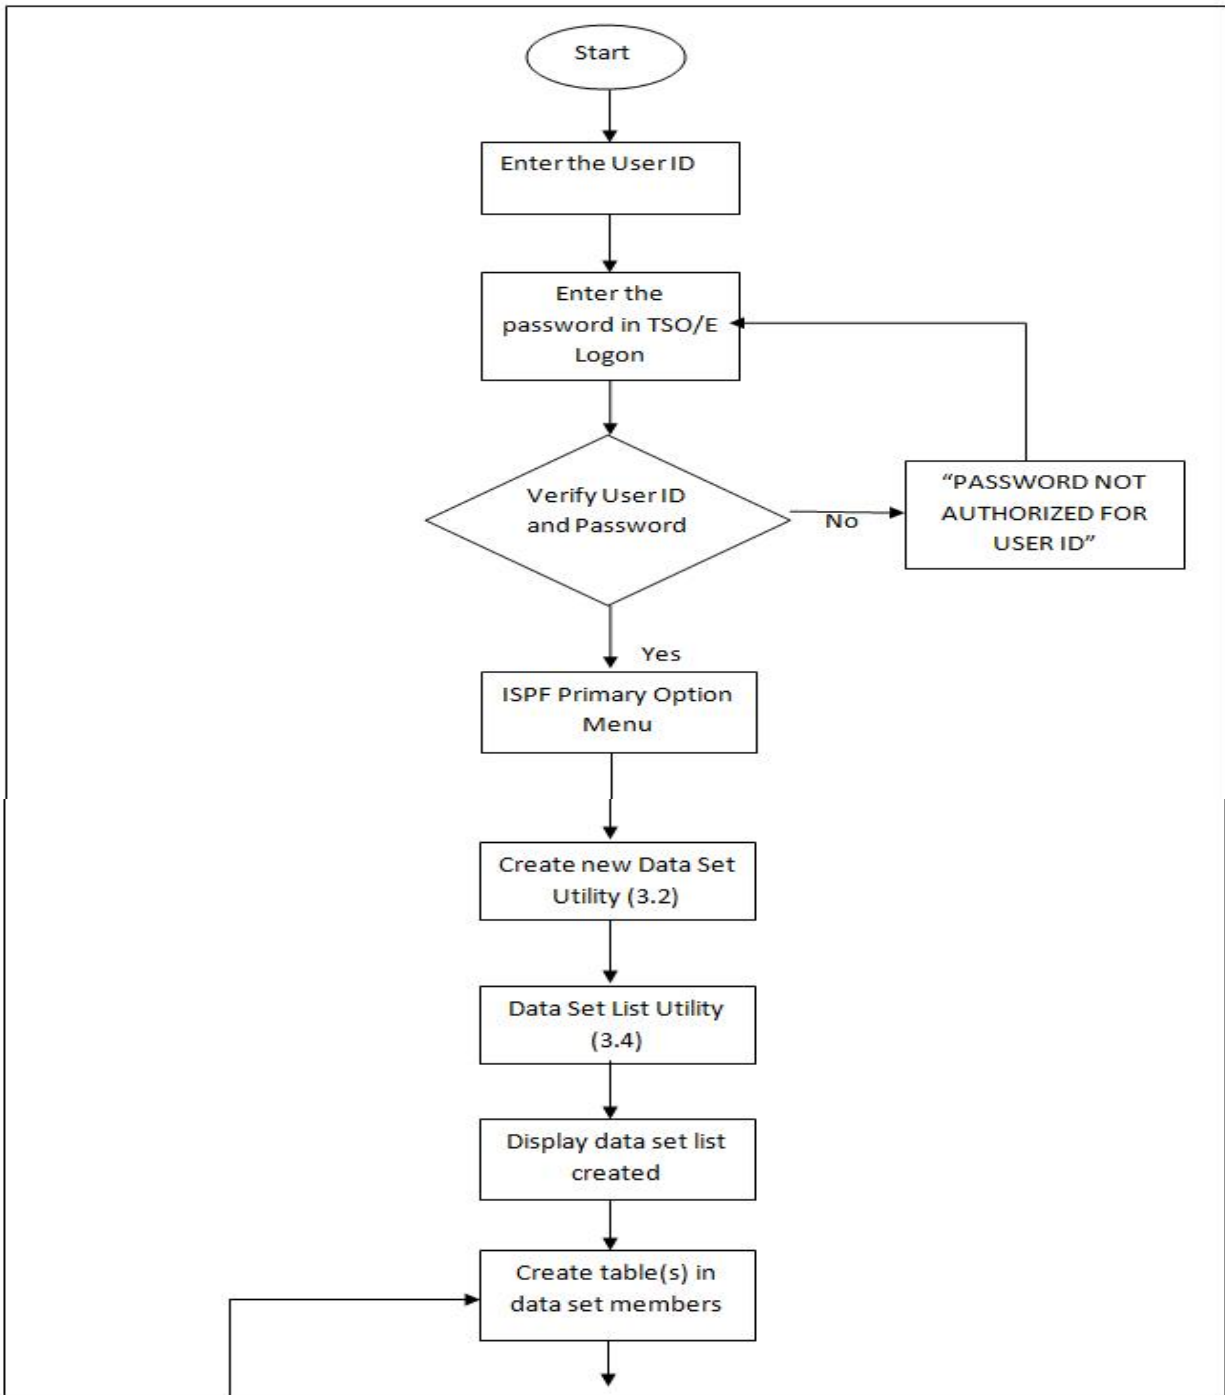 Start
Enter the User ID
Enter the
password in TSO/E
Logon
Verify User ID
and Password
No
“PASSWORD NOT
AUTHORIZED FOR
USER ID”
Yes
ISPF Primary Option
Menu
Create new Data Set
Utility (3.2)
Data Set List Utility
(3.4)
Display data set list
created
Create table(s) in
data set members